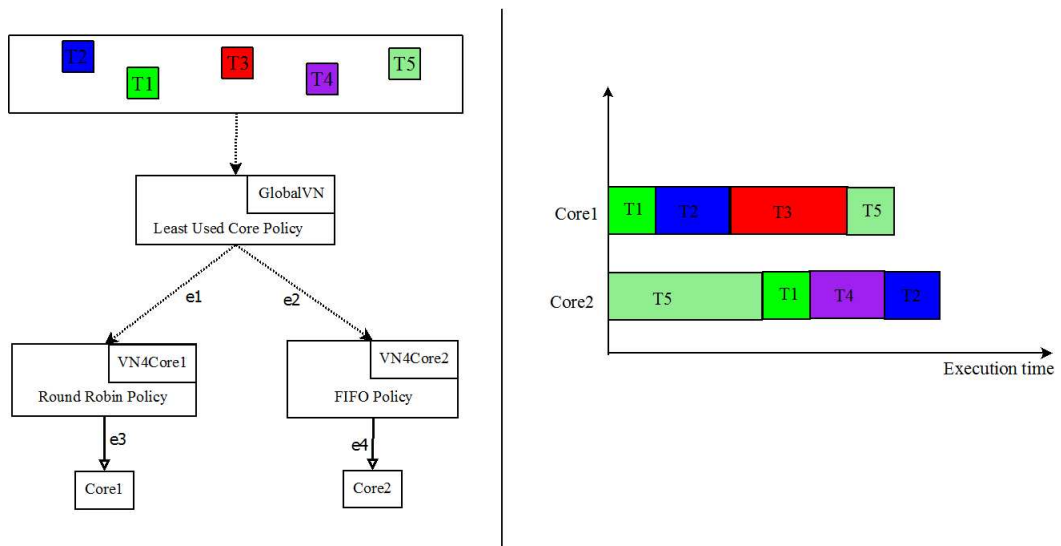 T2
T1
T3
T4
T5
GlobalVN
Least Used Core Policy
e1
e2
VN4Core1
Round Robin Policy
VN4Core2
FIFO Policy
e3
e4
Core1
Core2
Core1
T1
T2
T3
T5
Core2
T5
T1
T4
T2
Execution time